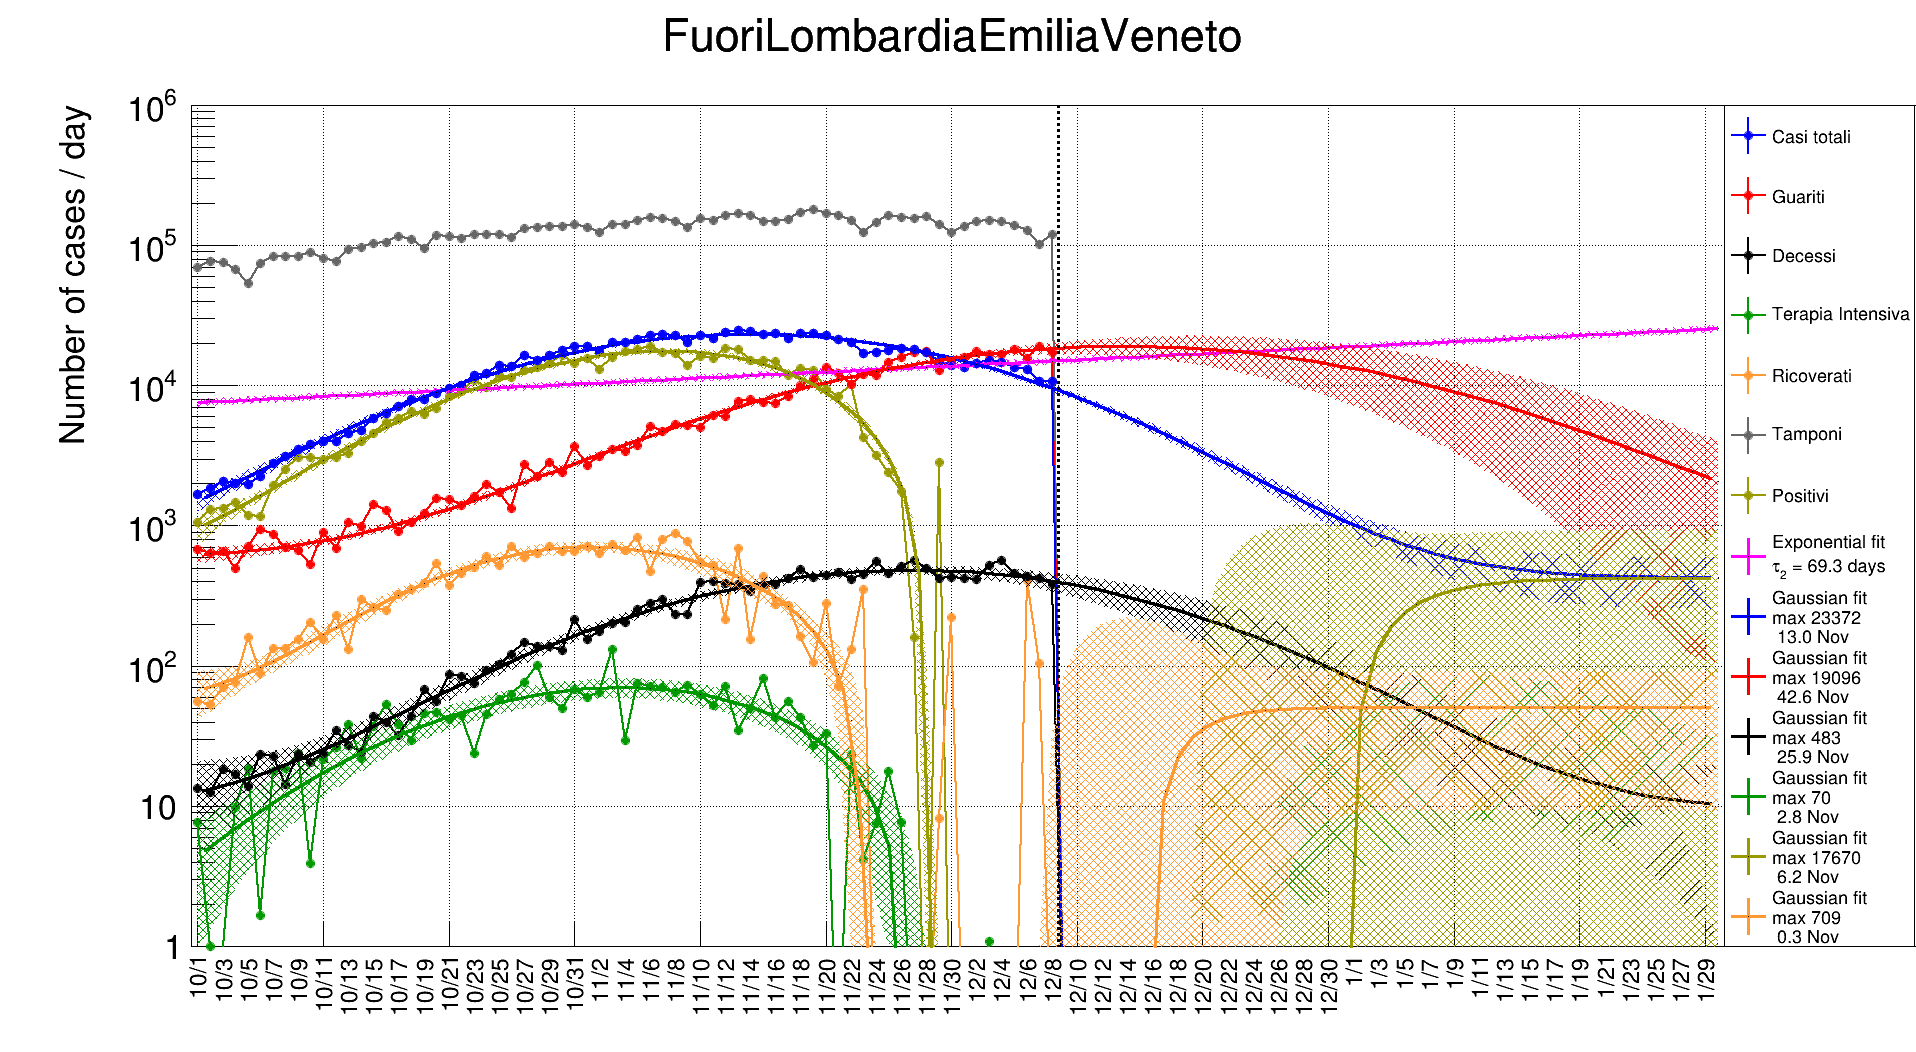 FuoriLombardiaEmiliaVeneto
Number of cases / day
10^6
10^5
10^4
10^3
10^2
10
1
10/1
10/3
10/5
10/7
10/9
10/11
10/13
10/15
10/17
10/19
10/21
10/23
10/25
10/27
10/29
10/31
11/2
11/4
11/6
11/8
11/10
11/12
11/14
11/16
11/18
11/20
11/22
11/24
11/26
11/28
11/30
12/2
12/4
12/6
12/8
12/10
12/12
12/14
12/16
12/18
12/20
12/22
12/24
12/26
12/28
12/30
1/1
1/3
1/5
1/7
1/9
1/11
1/13
1/15
1/17
1/19
1/21
1/23
1/25
1/27
1/29
Casi totali
Guariti
Decessi
Terapia Intensiva
Ricoverati
Tamponi
Positivi
Exponential fit
τ2 = 69.3 days
Gaussian fit
max 23372
13.0 Nov
Gaussian fit
max 19096
42.6 Nov
Gaussian fit
max 483
25.9 Nov
Gaussian fit
max 70
2.8 Nov
Gaussian fit
max 17670
6.2 Nov
Gaussian fit
max 709
0.3 Nov